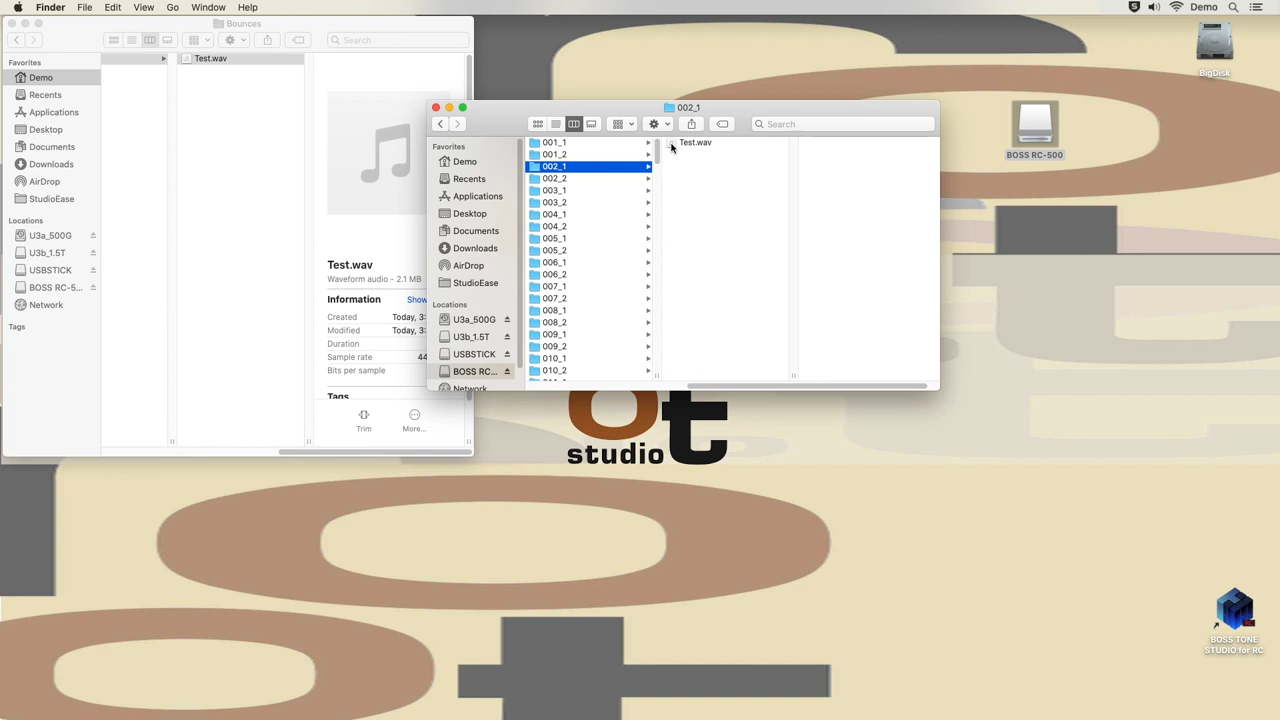 Finder File Edit View Go Window Help
Demo
Bounces
Search
Favorites
Demo
Recents
Applications
Desktop
Documents
Downloads
AirDrop
StudioEase
Locations
U3a_500G
U3b_1.5T
USBSTICK
BOSS RC-5...
Network
Tags
Test.wav
Test.wav
Waveform audio - 2.1 MB
Information Show
Created Today, 3:
Modified Today, 3:
Duration
Sample rate 44
Bits per sample
Tags
Trim
More...
002_1
Search
Favorites
Demo
Recents
Applications
Desktop
Documents
Downloads
AirDrop
StudioEase
Locations
U3a_500G
U3b_1.5T
USBSTICK
BOSS RC...
Network
001_1
001_2
002_1
002_2
003_1
003_2
004_1
004_2
005_1
005_2
006_1
006_2
007_1
007_2
008_1
008_2
009_1
009_2
010_1
010_2
Test.wav
BigDisk
BOSS RC-500
BOSS TONE
STUDIO for RC
ot
studio